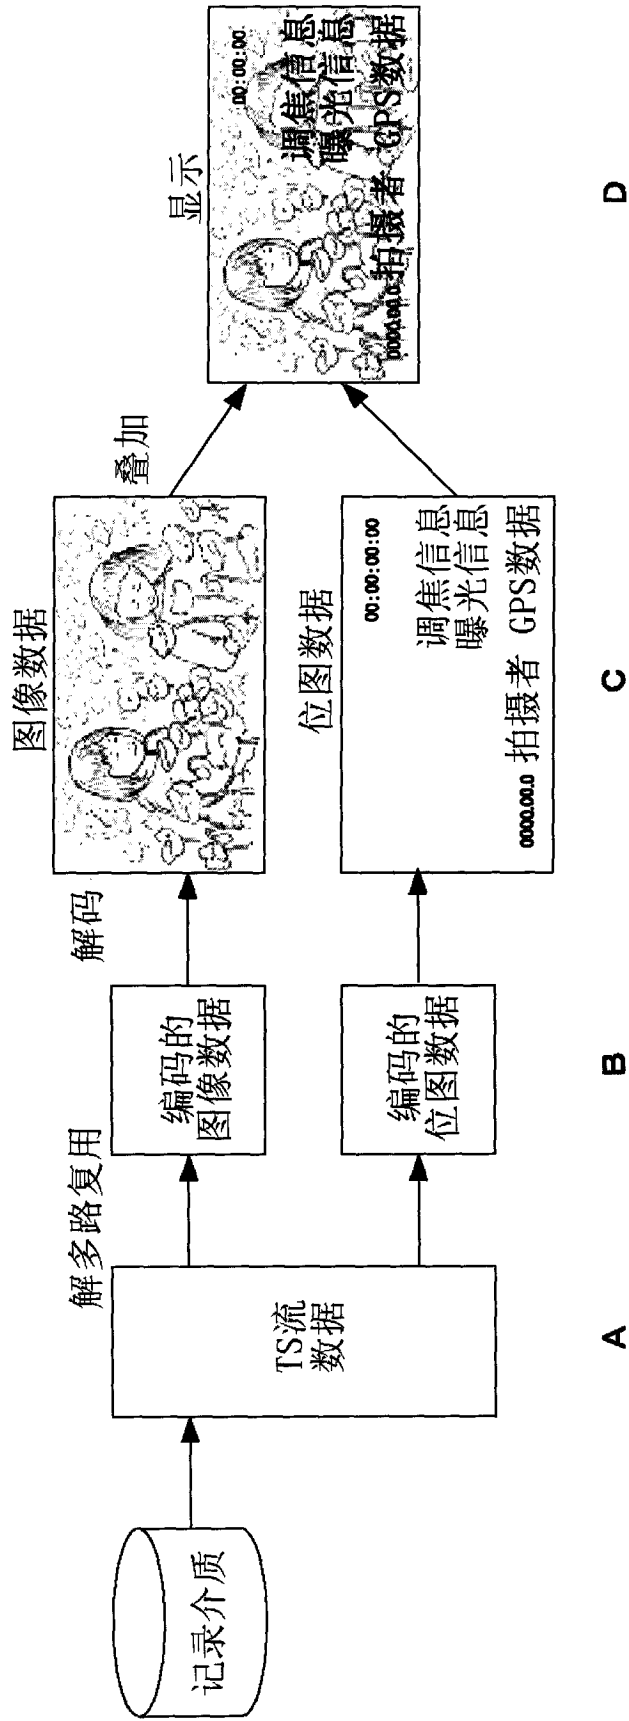 记录介质
TS流
数据
解多路复用
编码的
图像数据
编码的
位图数据
解码
图像数据
位图数据
00:00:00:00
调焦信息
曝光信息
0000.00.0 拍摄者 GPS数据
叠加
显示
00:00:00:00
调焦信息
曝光信息
0000.00.0 拍摄者 GPS数据
A
B
C
D